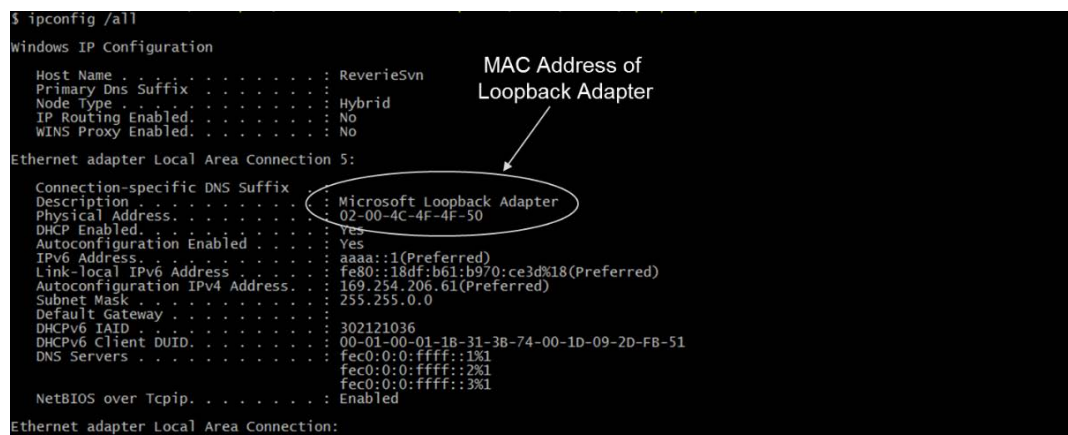 $ ipconfig /all
Windows IP Configuration
MAC Address of
Loopback Adapter
Host Name . . . . . . . . . . . . : ReverieSvn
Primary Dns Suffix . . . . . . . :
Node Type . . . . . . . . . . . . : Hybrid
IP Routing Enabled. . . . . . . . : No
WINS Proxy Enabled. . . . . . . . : No
Ethernet adapter Local Area Connection 5:
Connection-specific DNS Suffix . :
Description . . . . . . . . . . . : Microsoft Loopback Adapter
Physical Address. . . . . . . . . : 02-00-4C-4F-4F-50
DHCP Enabled. . . . . . . . . . . : Yes
Autoconfiguration Enabled . . . . : Yes
IPv6 Address. . . . . . . . . . . : aaaa::1(Preferred)
Link-local IPv6 Address . . . . . : fe80::18df:b61:b970:ce3d%18(Preferred)
Autoconfiguration IPv4 Address. . : 169.254.206.61(Preferred)
Subnet Mask . . . . . . . . . . . : 255.255.0.0
Default Gateway . . . . . . . . . :
DHCPv6 IAID . . . . . . . . . . . : 302121036
DHCPv6 Client DUID. . . . . . . . : 00-01-00-01-1B-31-3B-74-00-1D-09-2D-FB-51
DNS Servers . . . . . . . . . . . : fec0:0:0:ffff::1%1
fec0:0:0:ffff::2%1
fec0:0:0:ffff::3%1
NetBIOS over Tcpip. . . . . . . . : Enabled
Ethernet adapter Local Area Connection: